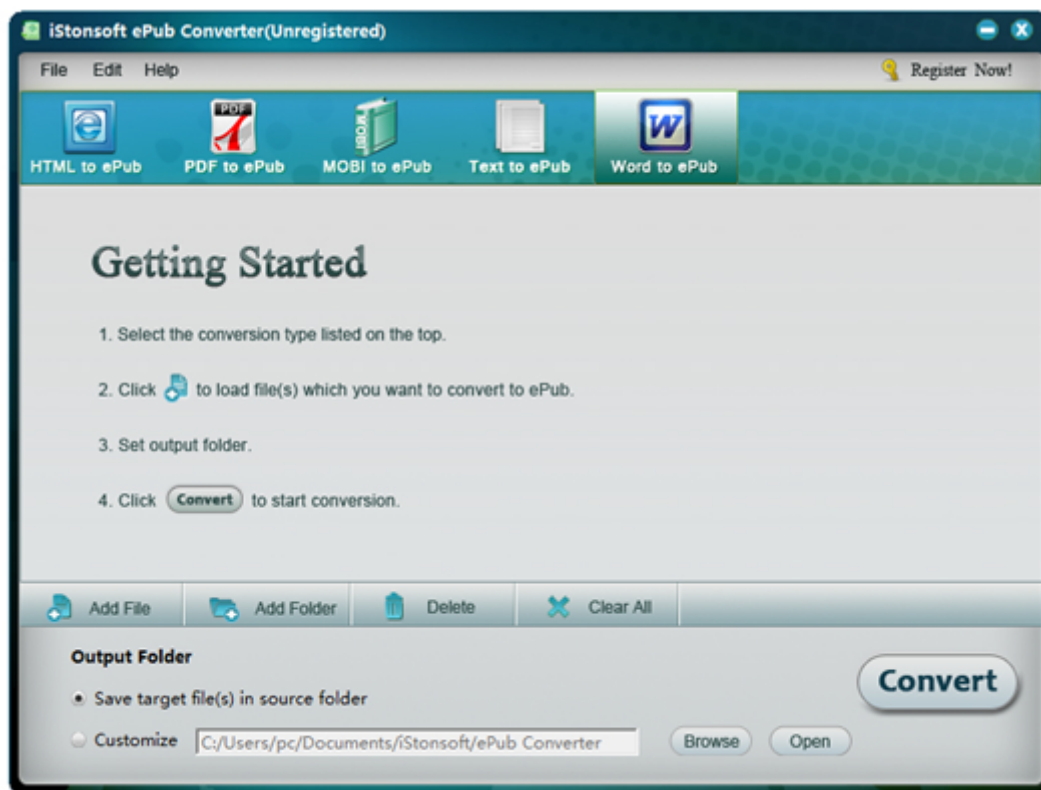 iStonsoft ePub Converter(Unregistered)
File Edit Help Register Now!
PDF
MOBI
W
HTML to ePub PDF to ePub MOBI to ePub Text to ePub Word to ePub
Getting Started
1. Select the conversion type listed on the top.
2. Click to load file(s) which you want to convert to ePub.
3. Set output folder.
4. Click Convert to start conversion.
Add File Add Folder Delete Clear All
Output Folder
Save target file(s) in source folder
Convert
Customize C:/Users/pc/Documents/iStonsoft/ePub Converter Browse Open